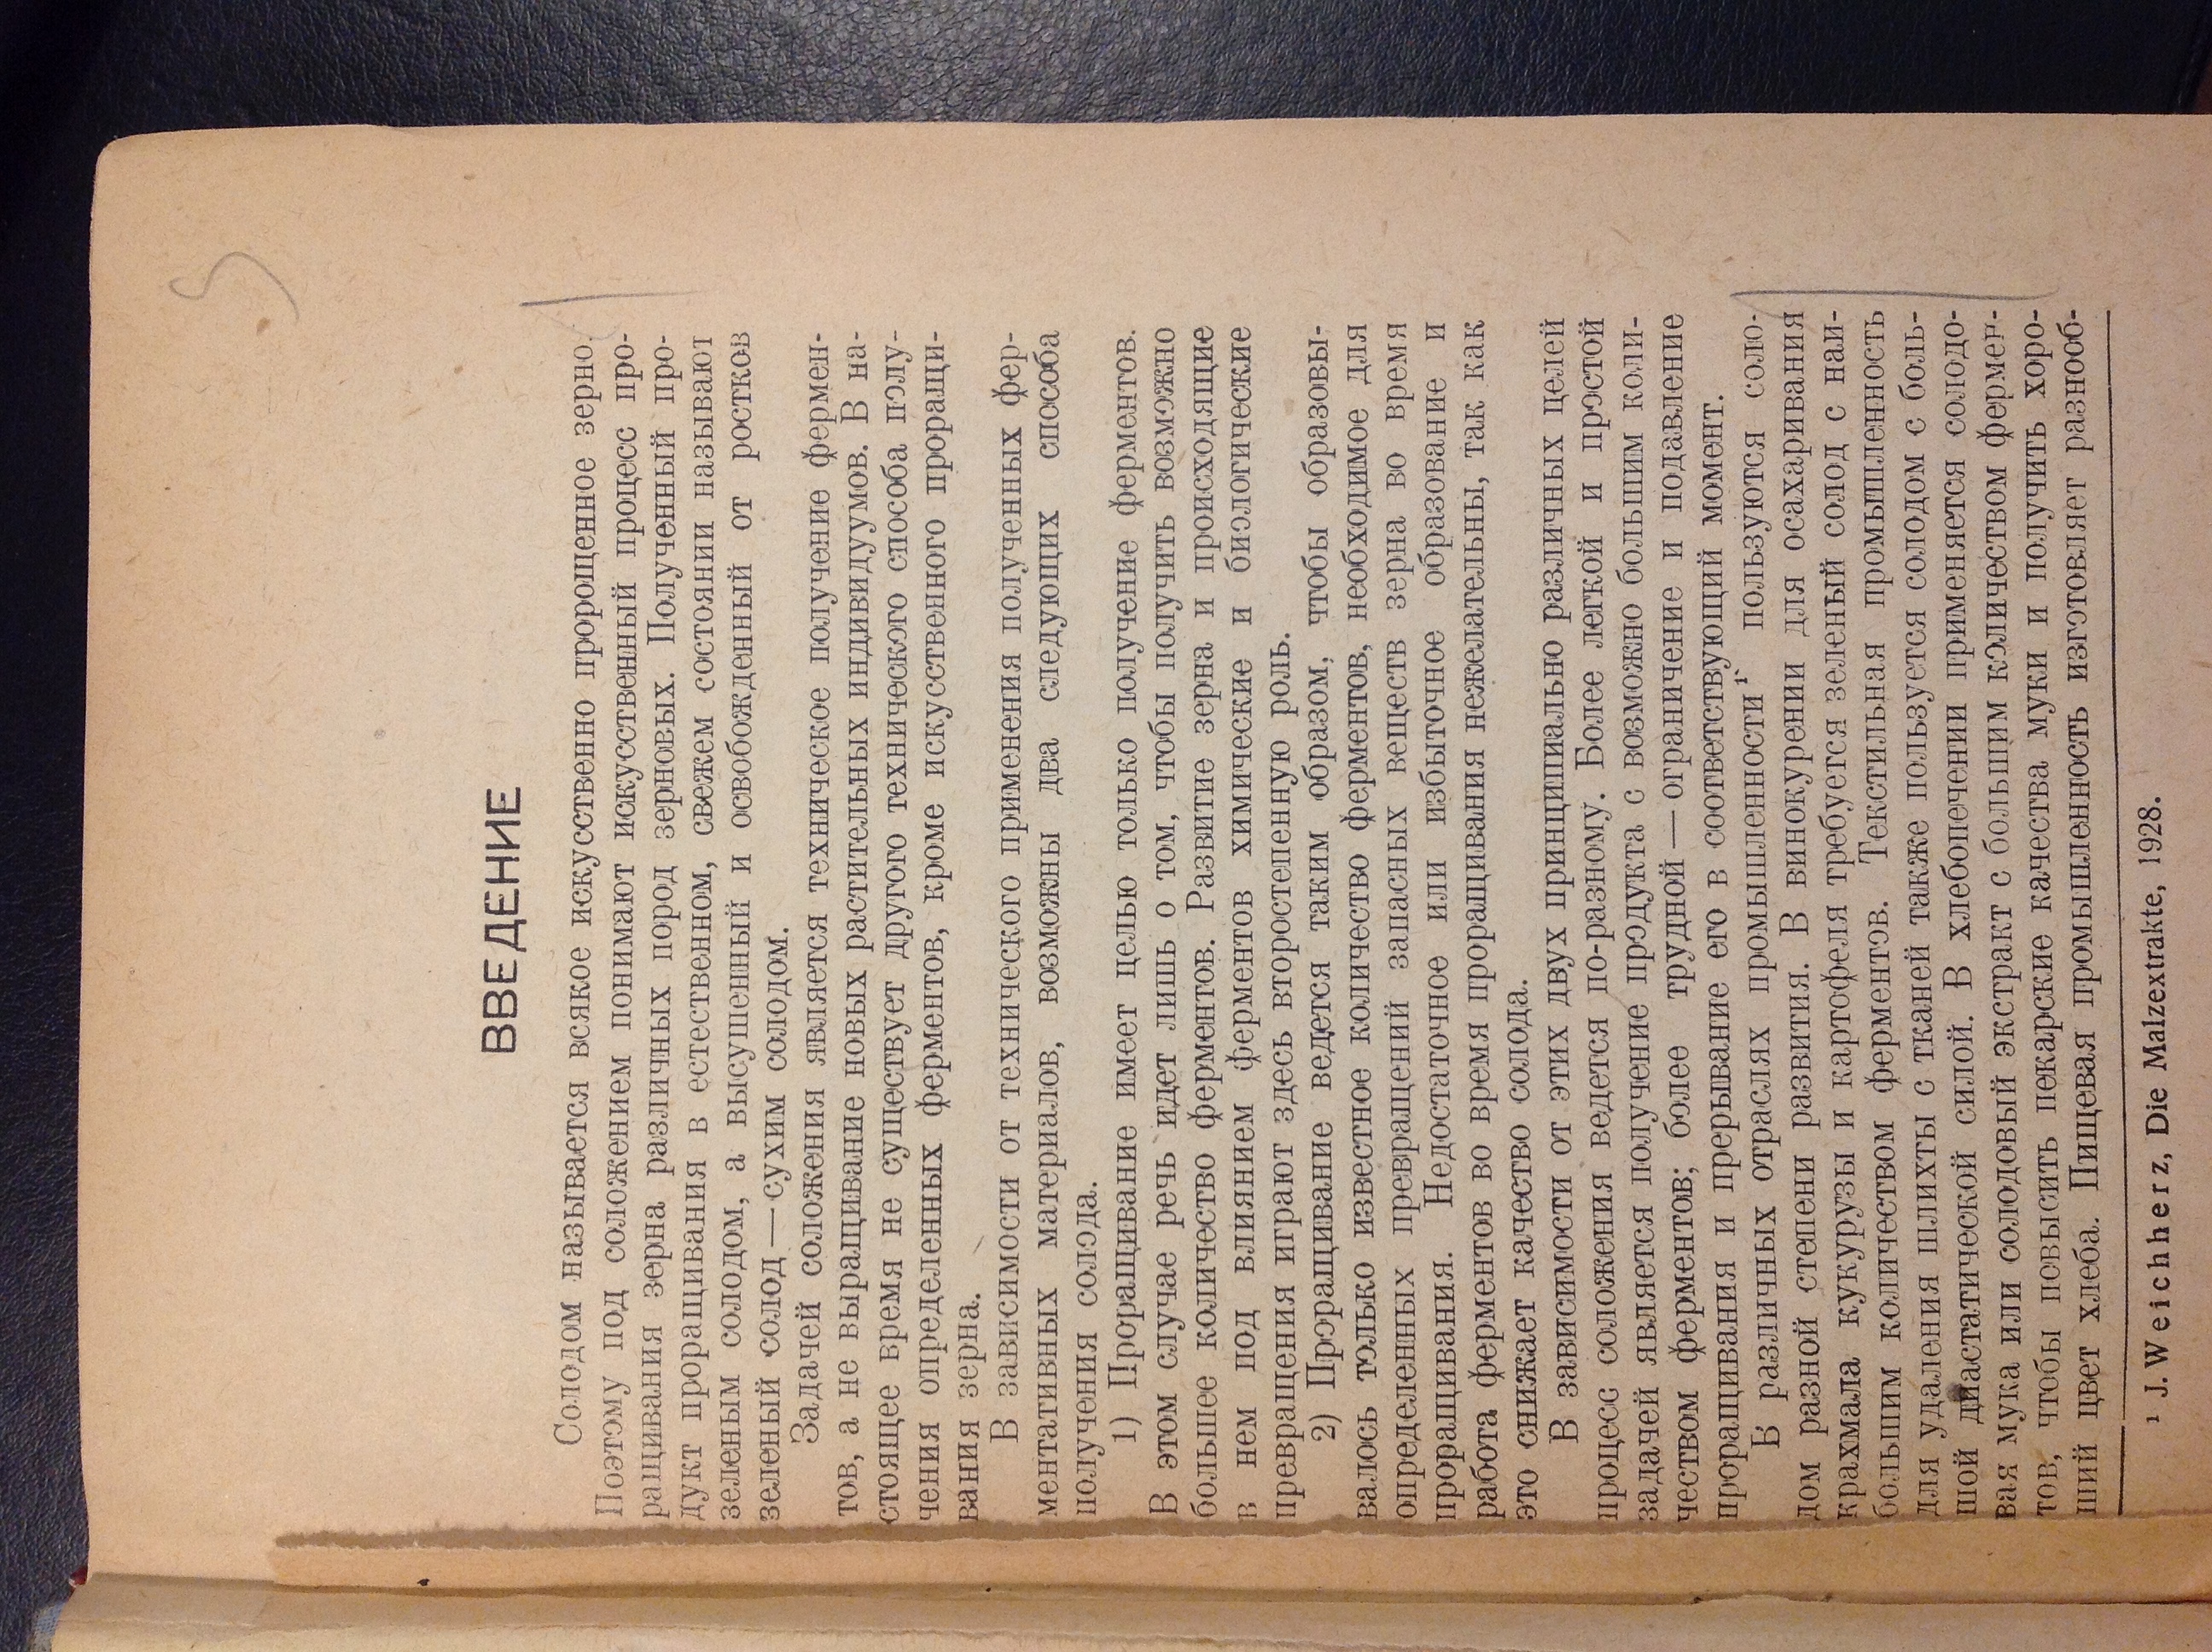 ВВЕДЕНИЕ
Солодом называется всякое искусственно пророщенное зерно.
Поэтому под соложением понимают искусственный процесс про-
ращивания зерна различных пород зерновых. Полученный про-
дукт проращивания в естественном, свежем состоянии называют
зеленым солодом, а высушенный и освобожденный от ростков
зеленый солод — сухим солодом.
Задачей соложения является техническое получение фермен-
тов, а не выращивание новых растительных индивидуумов. В на-
стоящее время не существует другого технического способа полу-
чения определенных ферментов, кроме искусственного проращи-
вания зерна.
В зависимости от технического применения полученных фер-
ментативных материалов, возможны два следующих способа
получения солода.
1) Проращивание имеет целью только получение ферментов.
В этом случае речь идет лишь о том, чтобы получить возможно
большее количество ферментов. Развитие зерна и происходящие
в нем под влиянием ферментов химические и биологические
превращения играют здесь второстепенную роль.
2) Проращивание ведется таким образом, чтобы образовы-
валось только известное количество ферментов, необходимое для
определенных превращений запасных веществ зерна во время
проращивания. Недостаточное или избыточное образование и
работа ферментов во время проращивания нежелательны, так как
это снижает качество солода.
В зависимости от этих двух принципиально различных целей
процесс соложения ведется по-разному. Более легкой и простой
задачей является получение продукта с возможно большим коли-
чеством ферментов; более трудной — ограничение и подавление
проращивания и прерывание его в соответствующий момент.
В различных отраслях промышленности¹ пользуются соло-
дом разной степени развития. В винокурении для осахаривания
крахмала кукурузы и картофеля требуется зеленый солод с наи-
большим количеством ферментов. Текстильная промышленность
для удаления шлихты с тканей также пользуется солодом с боль-
шой диастатической силой. В хлебопечении применяется солодо-
вая мука или солодовый экстракт с большим количеством фермен-
тов, чтобы повысить пекарские качества муки и получить хоро-
ший цвет хлеба. Пищевая промышленность изготовляет разнооб-
¹ J. Weichherz, Die Malzextrakte, 1928.